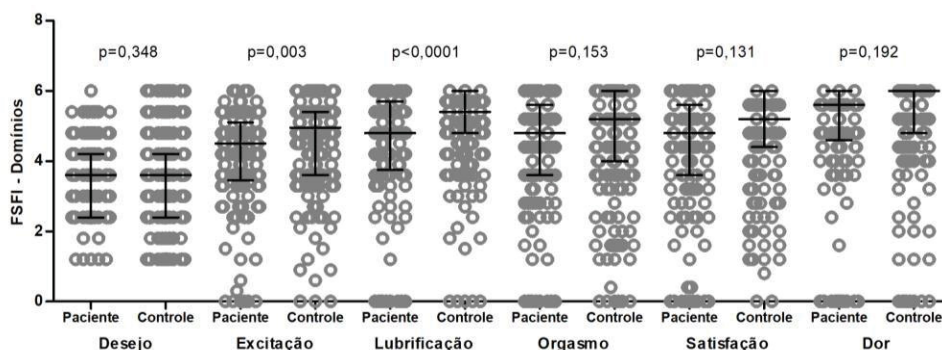 8
p=0,348 p=0,003 p<0,0001 p=0,153 p=0,131 p=0,192
6
FSFI - Domínios
4
2
0
Paciente Controle Paciente Controle Paciente Controle Paciente Controle Paciente Controle Paciente Controle
Desejo Excitação Lubrificação Orgasmo Satisfação Dor